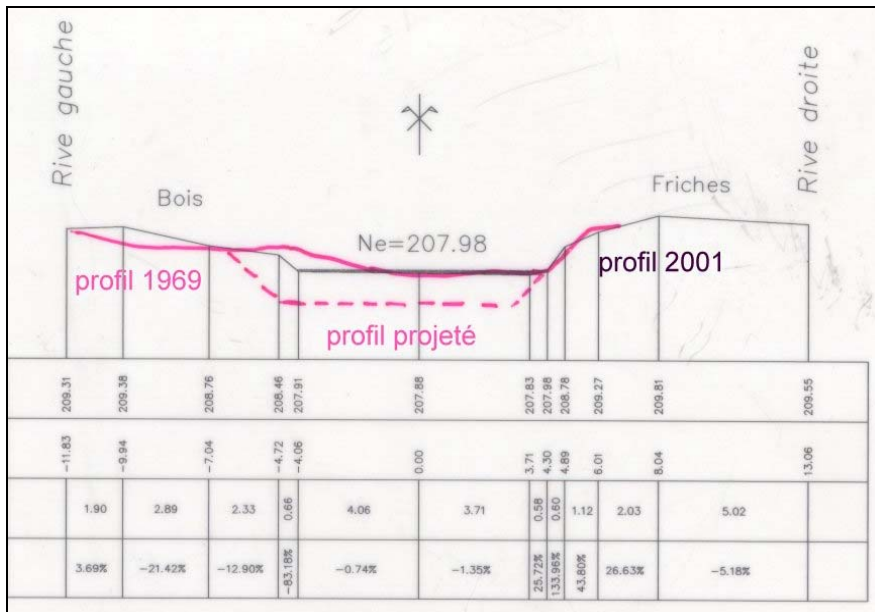 Rive gauche
Rive droite
Bois
Friches
Ne=207.98
profil 1969
profil 2001
profil projeté
209.31 209.38 208.76 208.46 207.91 207.88 207.83 207.98 208.78 209.27 209.81 209.55
-11.83 -9.94 -7.04 -4.72 -4.06 0.00 3.71 4.30 4.89 6.01 8.04 13.06
1.90 2.89 2.33 0.66 4.06 3.71 0.58 0.60 1.12 2.03 5.02
3.69% -21.42% -12.90% -83.18% -0.74% -1.35% 25.72% 133.96% 43.80% 26.63% -5.18%